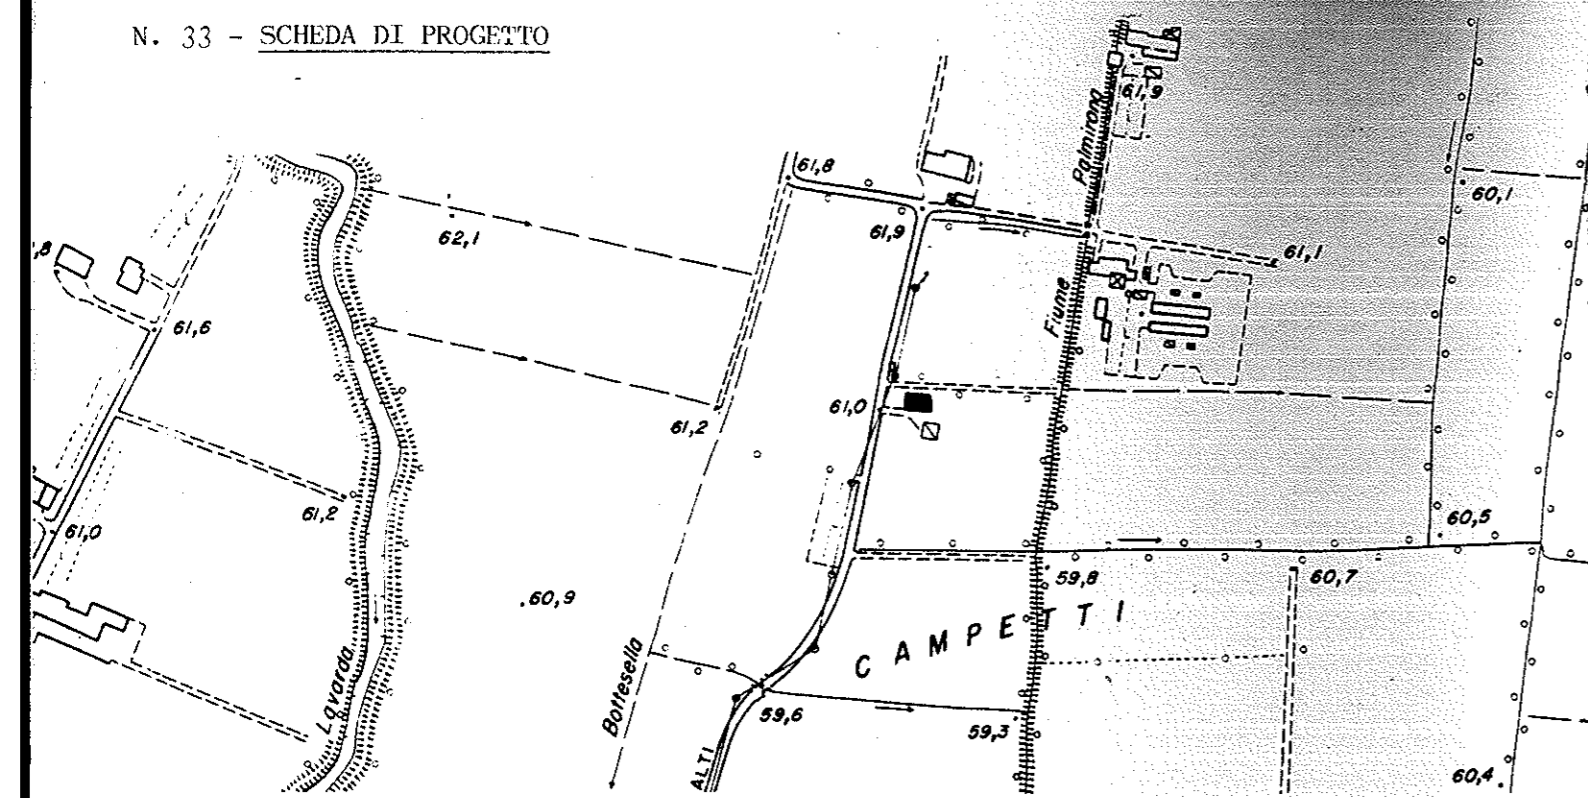 N. 33 - SCHEDA DI PROGETTO
61,9
Palmirona
61,8
60,1
61,9
62,1
61,1
61,6
Fiume
61,0
61,2
61,2
60,5
61,0
59,8
60,7
.60,9
CAMPETTI
Lavarda
Bottesella
59,6
59,3
ALTI
60,4